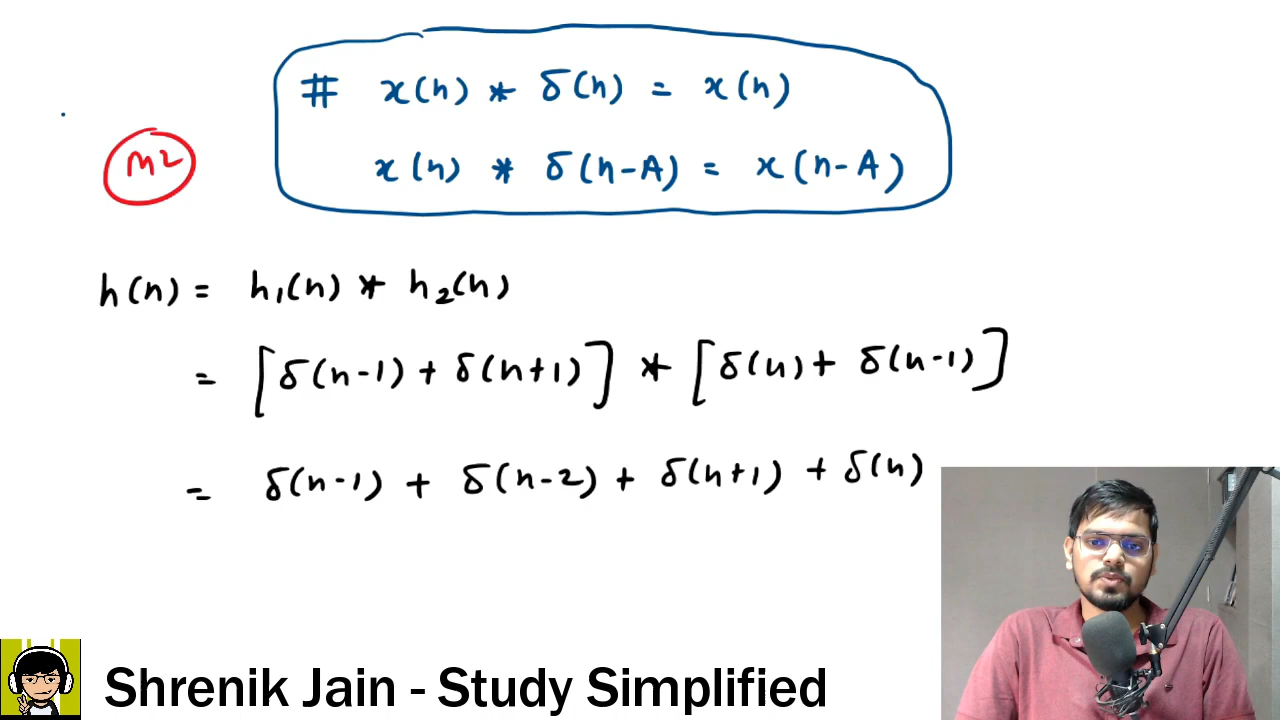 # x(n) * δ(n) = x(n)
M2
x(n) * δ(n-A) = x(n-A)
h(n) = h₁(n) * h₂(n)
= [δ(n-1) + δ(n+1)] * [δ(n) + δ(n-1)]
= δ(n-1) + δ(n-2) + δ(n+1) + δ(n)
Shrenik Jain - Study Simplified